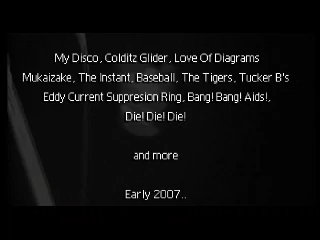 My Disco, Colditz Glider, Love Of Diagrams
Mukaizake, The Instant, Baseball, The Tigers, Tucker B's
Eddy Current Suppresion Ring, Bang! Bang! Aids!,
Die! Die! Die!
and more
Early 2007..